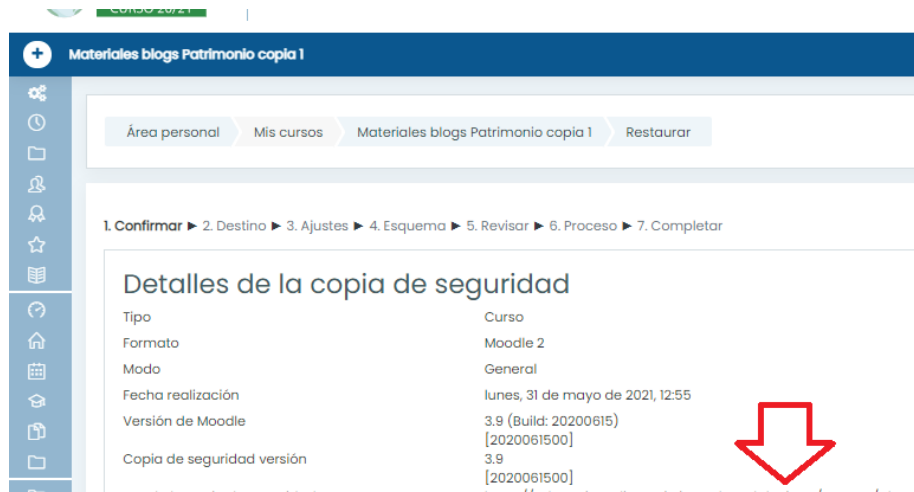 CURSO 20/21
Materiales blogs Patrimonio copia 1
Área personal Mis cursos Materiales blogs Patrimonio copia 1 Restaurar
1. Confirmar ► 2. Destino ► 3. Ajustes ► 4. Esquema ► 5. Revisar ► 6. Proceso ► 7. Completar
Detalles de la copia de seguridad
Tipo Curso
Formato Moodle 2
Modo General
Fecha realización lunes, 31 de mayo de 2021, 12:55
Versión de Moodle 3.9 (Build: 20200615)
[2020061500]
Copia de seguridad versión 3.9
[2020061500]